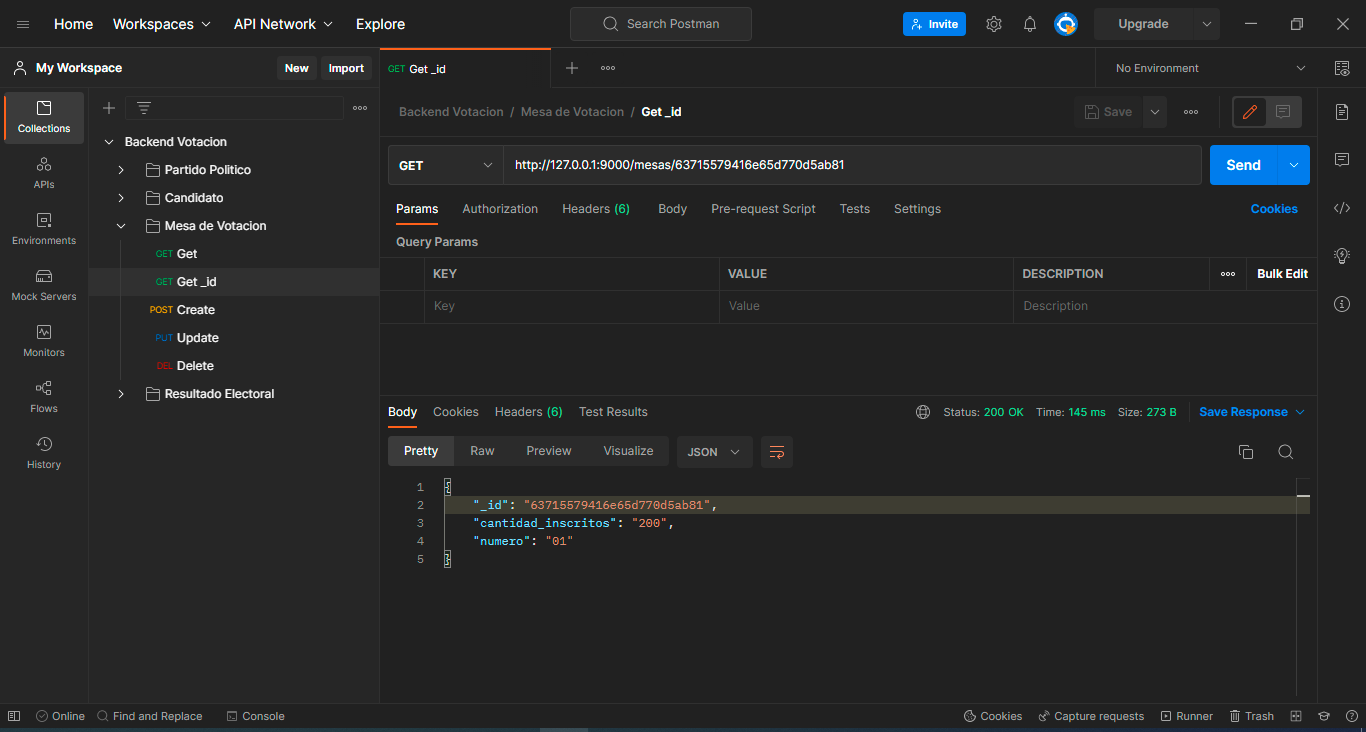 Home Workspaces API Network Explore Search Postman Invite Upgrade
My Workspace New Import GET Get _id No Environment
Collections
APIs
Environments
Mock Servers
Monitors
Flows
History
Backend Votacion
Partido Politico
Candidato
Mesa de Votacion
GET Get
GET Get _id
POST Create
PUT Update
DEL Delete
Resultado Electoral
Backend Votacion / Mesa de Votacion / Get _id Save
GET http://127.0.0.1:9000/mesas/63715579416e65d770d5ab81 Send
Params Authorization Headers (6) Body Pre-request Script Tests Settings Cookies
Query Params
KEY VALUE DESCRIPTION Bulk Edit
Key Value Description
Body Cookies Headers (6) Test Results Status: 200 OK Time: 145 ms Size: 273 B Save Response
Pretty Raw Preview Visualize JSON
1 {
2 "_id": "63715579416e65d770d5ab81",
3 "cantidad_inscritos": "200",
4 "numero": "01"
5 }
Online Find and Replace Console Cookies Capture requests Runner Trash